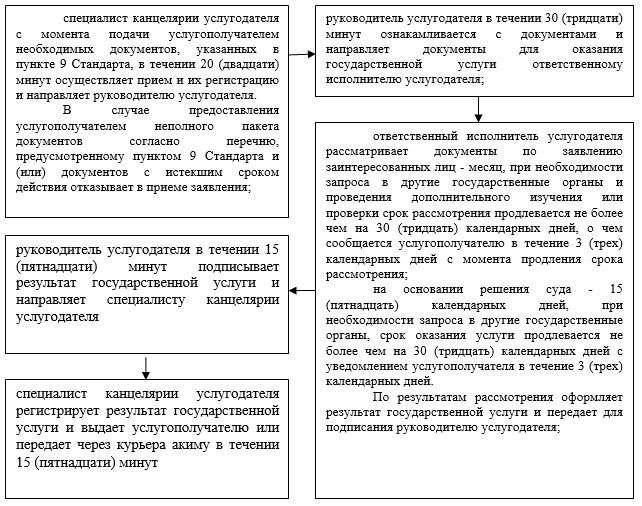 специалист канцелярии услугодателя
с момента подачи услугополучателем
необходимых документов, указанных в
пункте 9 Стандарта, в течении 20 (двадцати)
минут осуществляет прием и их регистрацию
и направляет руководителю услугодателя.
В случае предоставления
услугополучателем неполного пакета
документов согласно перечню,
предусмотренному пунктом 9 Стандарта и
(или) документов с истекшим сроком
действия отказывает в приеме заявления;
руководитель услугодателя в течении 30 (тридцати)
минут ознакамливается с документами и
направляет документы для оказания
государственной услуги ответственному
исполнителю услугодателя;
ответственный исполнитель услугодателя
рассматривает документы по заявлению
заинтересованных лиц - месяц, при необходимости
запроса в другие государственные органы и
проведения дополнительного изучения или
проверки срок рассмотрения продлевается не более
чем на 30 (тридцать) календарных дней, о чем
сообщается услугополучателю в течение 3 (трех)
календарных дней с момента продления срока
рассмотрения;
на основании решения суда - 15
(пятнадцать) календарных дней, при
необходимости запроса в другие государственные
органы, срок оказания услуги продлевается не
более чем на 30 (тридцать) календарных дней с
уведомлением услугополучателя в течение 3 (трех)
календарных дней.
По результатам рассмотрения оформляет
результат государственной услуги и передает для
подписания руководителю услугодателя;
руководитель услугодателя в течении 15
(пятнадцати) минут подписывает
результат государственной услуги и
направляет специалисту канцелярии
услугодателя
специалист канцелярии услугодателя
регистрирует результат государственной
услуги и выдает услугополучателю или
передает через курьера акиму в течении
15 (пятнадцати) минут